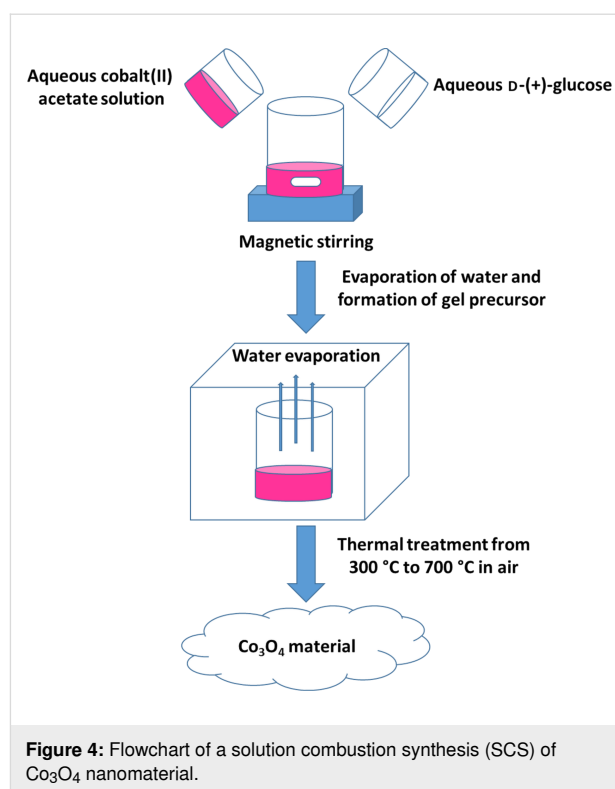 Aqueous cobalt(II)
acetate solution
Aqueous D-(+)-glucose
Magnetic stirring
Evaporation of water and
formation of gel precursor
Water evaporation
Thermal treatment from
300 °C to 700 °C in air
Co₃O₄ material
Figure 4: Flowchart of a solution combustion synthesis (SCS) of
Co₃O₄ nanomaterial.